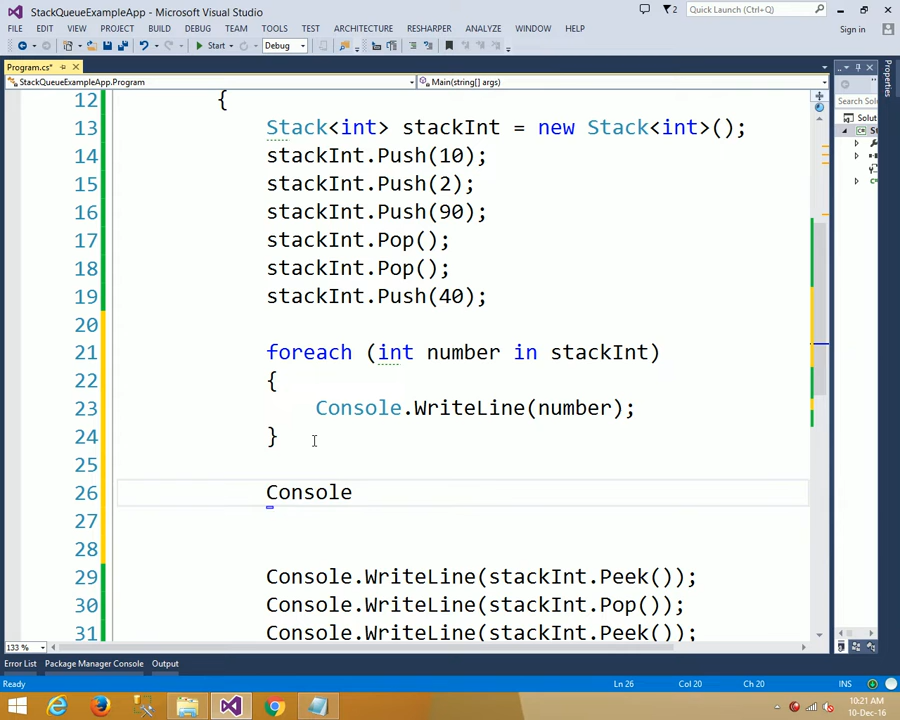 StackQueueExampleApp - Microsoft Visual Studio
2
Quick Launch (Ctrl+Q)
FILE EDIT VIEW PROJECT BUILD DEBUG TEAM TOOLS TEST ARCHITECTURE RESHARPER ANALYZE WINDOW HELP
Sign in
Start Debug
Program.cs*
StackQueueExampleApp.Program Main(string[] args)
Properties
Search Solu
Soluti
12 {
13 Stack<int> stackInt = new Stack<int>();
14 stackInt.Push(10);
15 stackInt.Push(2);
16 stackInt.Push(90);
17 stackInt.Pop();
18 stackInt.Pop();
19 stackInt.Push(40);
20
21 foreach (int number in stackInt)
22 {
23 Console.WriteLine(number);
24 }
25
26 Console
27
28
29 Console.WriteLine(stackInt.Peek());
30 Console.WriteLine(stackInt.Pop());
31 Console.WriteLine(stackInt.Peek());
133 %
Error List Package Manager Console Output
Ready Ln 26 Col 20 Ch 20 INS
10:21 AM
10-Dec-16